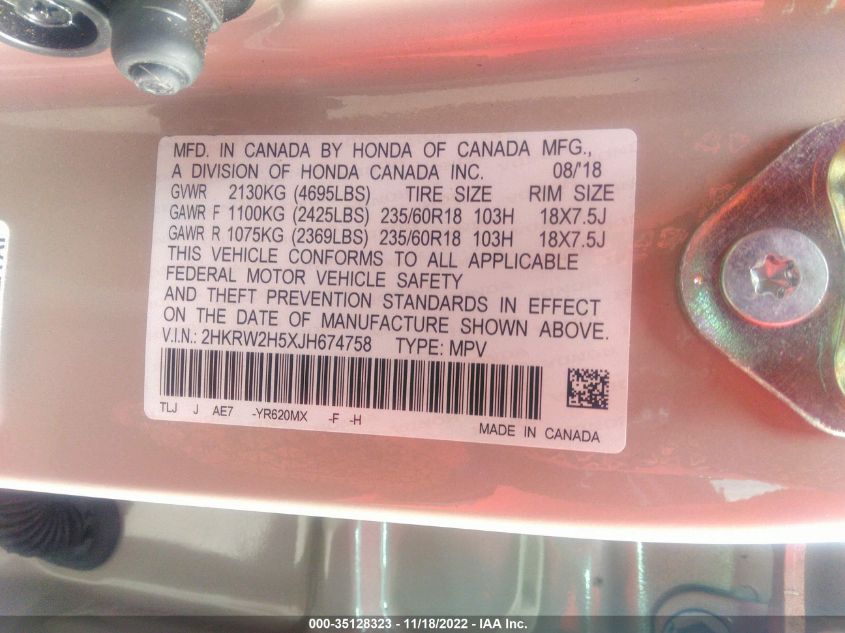 MFD. IN CANADA BY HONDA OF CANADA MFG.,
A DIVISION OF HONDA CANADA INC. 08/'18
GVWR 2130KG (4695LBS) TIRE SIZE RIM SIZE
GAWR F 1100KG (2425LBS) 235/60R18 103H 18X7.5J
GAWR R 1075KG (2369LBS) 235/60R18 103H 18X7.5J
THIS VEHICLE CONFORMS TO ALL APPLICABLE
FEDERAL MOTOR VEHICLE SAFETY
AND THEFT PREVENTION STANDARDS IN EFFECT
ON THE DATE OF MANUFACTURE SHOWN ABOVE.
V.I.N.: 2HKRW2H5XJH674758 TYPE: MPV
TLJ J AE7 -YR620MX -F -H
MADE IN CANADA
000-35128323 - 11/18/2022 - IAA Inc.